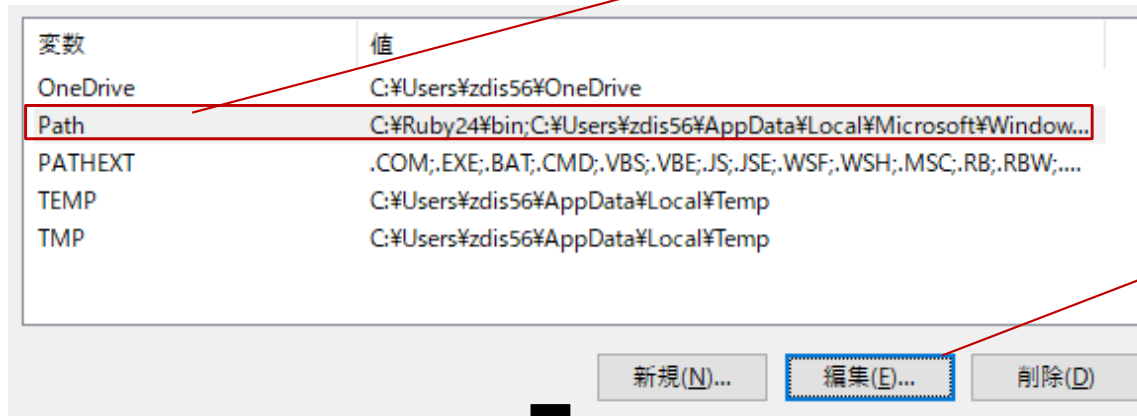 変数 値
OneDrive C:¥Users¥zdis56¥OneDrive
Path C:¥Ruby24¥bin;C:¥Users¥zdis56¥AppData¥Local¥Microsoft¥Window...
PATHEXT .COM;.EXE;.BAT;.CMD;.VBS;.VBE;.JS;.JSE;.WSF;.WSH;.MSC;.RB;.RBW;....
TEMP C:¥Users¥zdis56¥AppData¥Local¥Temp
TMP C:¥Users¥zdis56¥AppData¥Local¥Temp
新規(N)... 編集(E)... 削除(D)